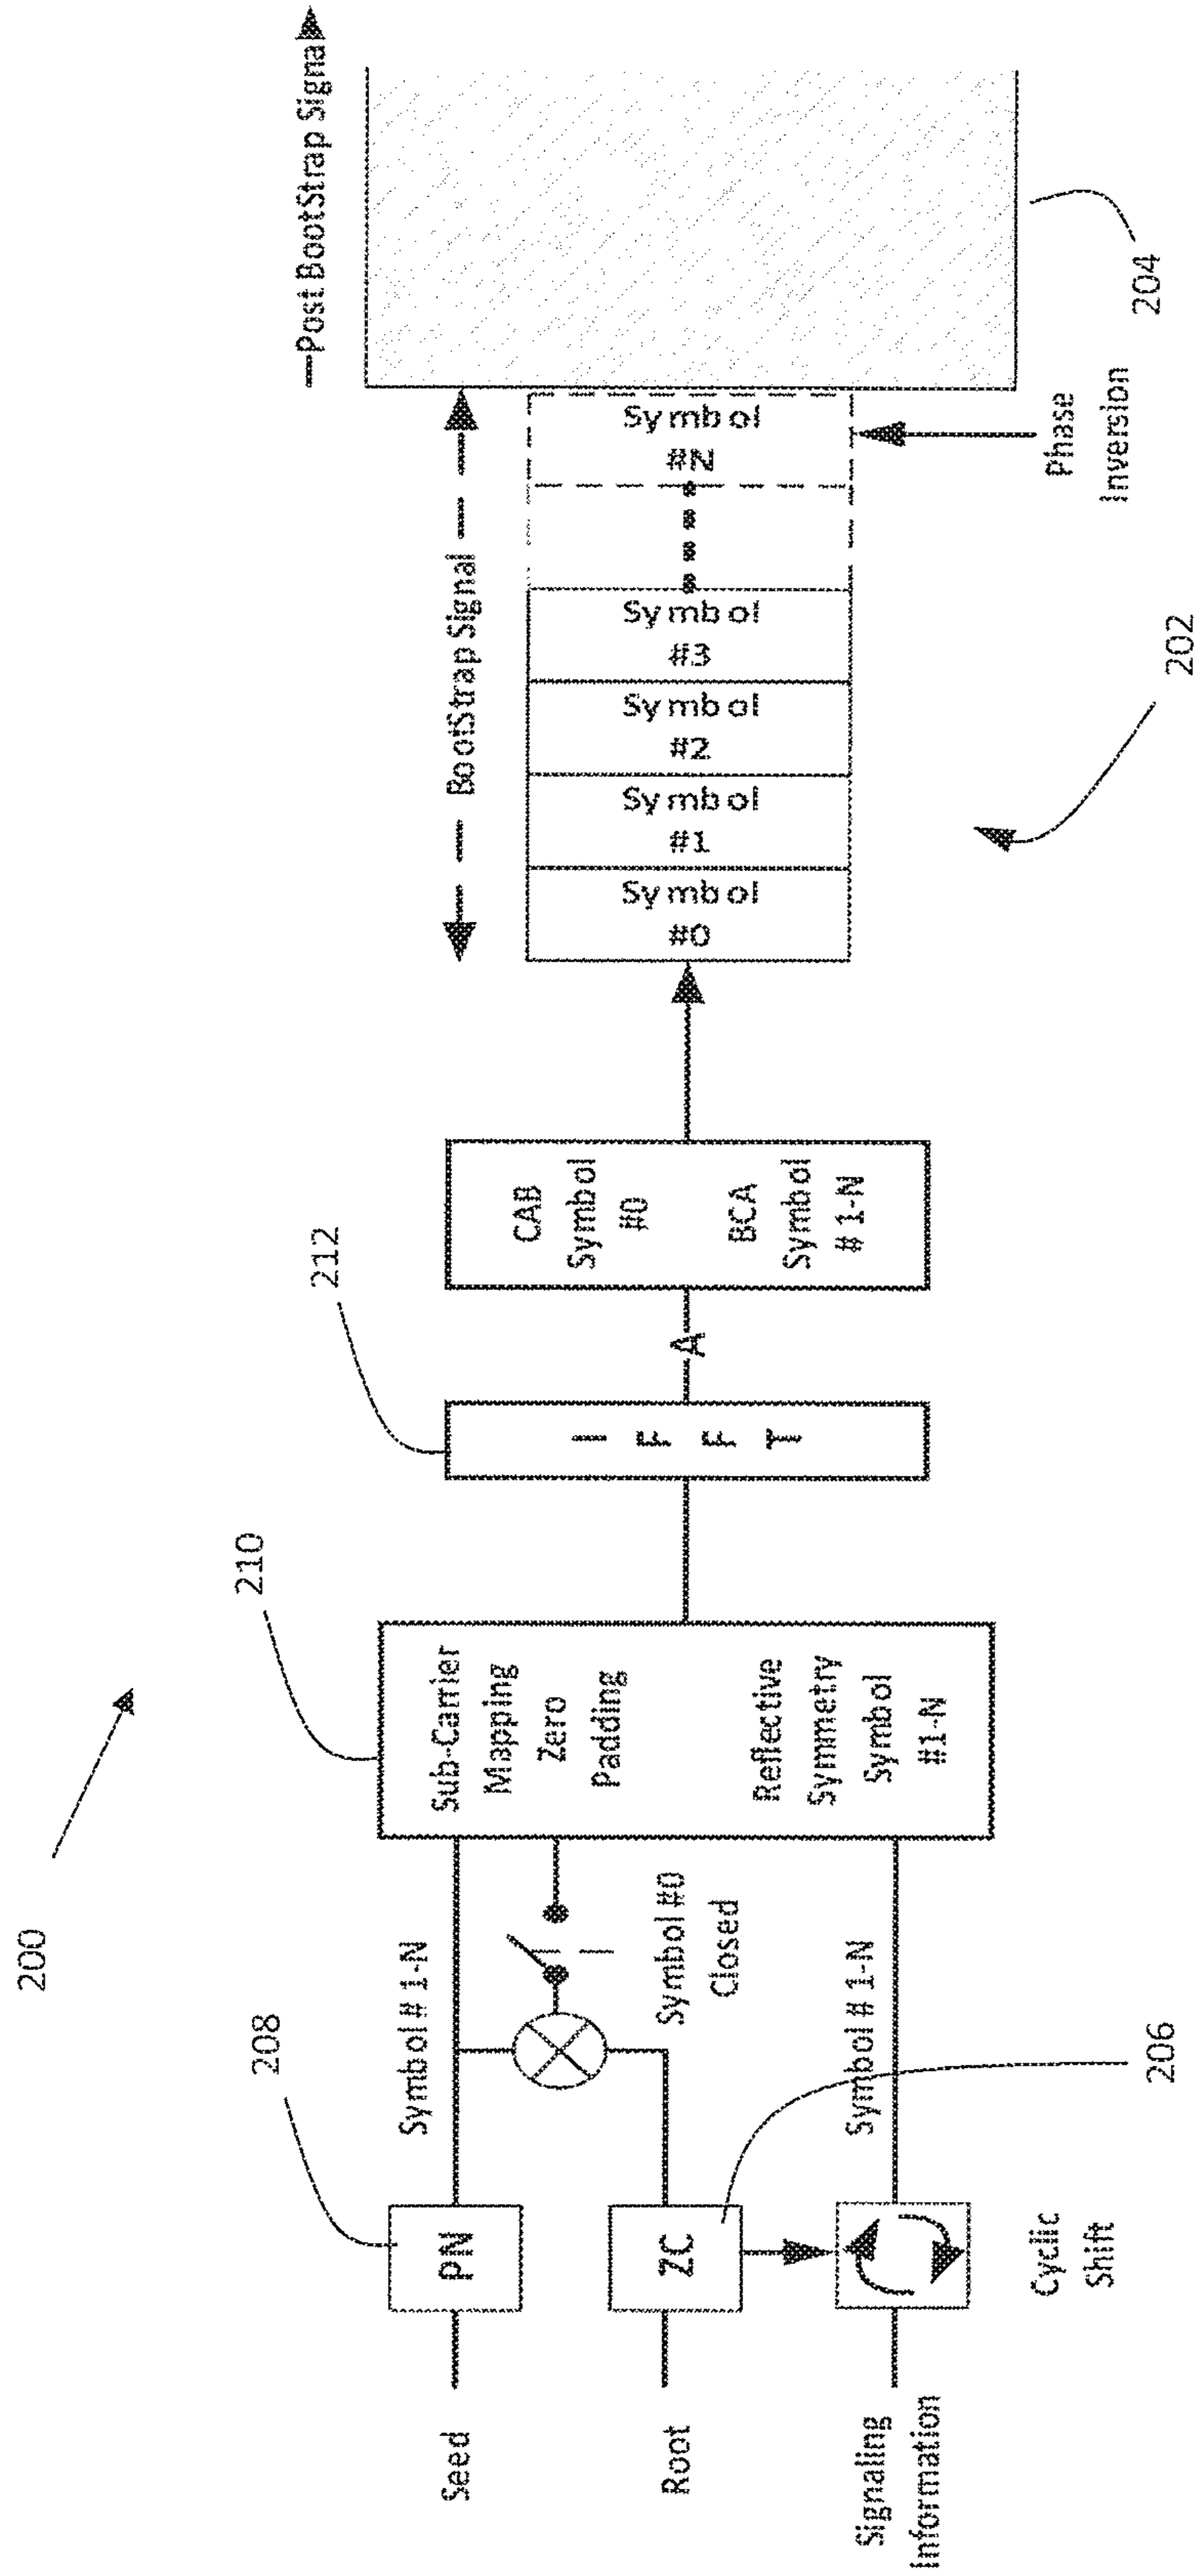 200
Seed
PN
208
Symbol# 1-N
Root
ZC
206
Symbol #0
Closed
Signaling
Information
Cyclic
Shift
Symbol# 1-N
210
Sub-Carrier
Mapping
Zero
Padding
Reflective
Symmetry
Symbol
#1-N
212
I
F
F
T
A
CAB
Symbol
#0
BCA
Symbol
# 1-N
BootStrap Signal
Symbol
#0
Symbol
#1
Symbol
#2
Symbol
#3
Symbol
#N
202
Phase
Inversion
Post BootStrap Signal
204